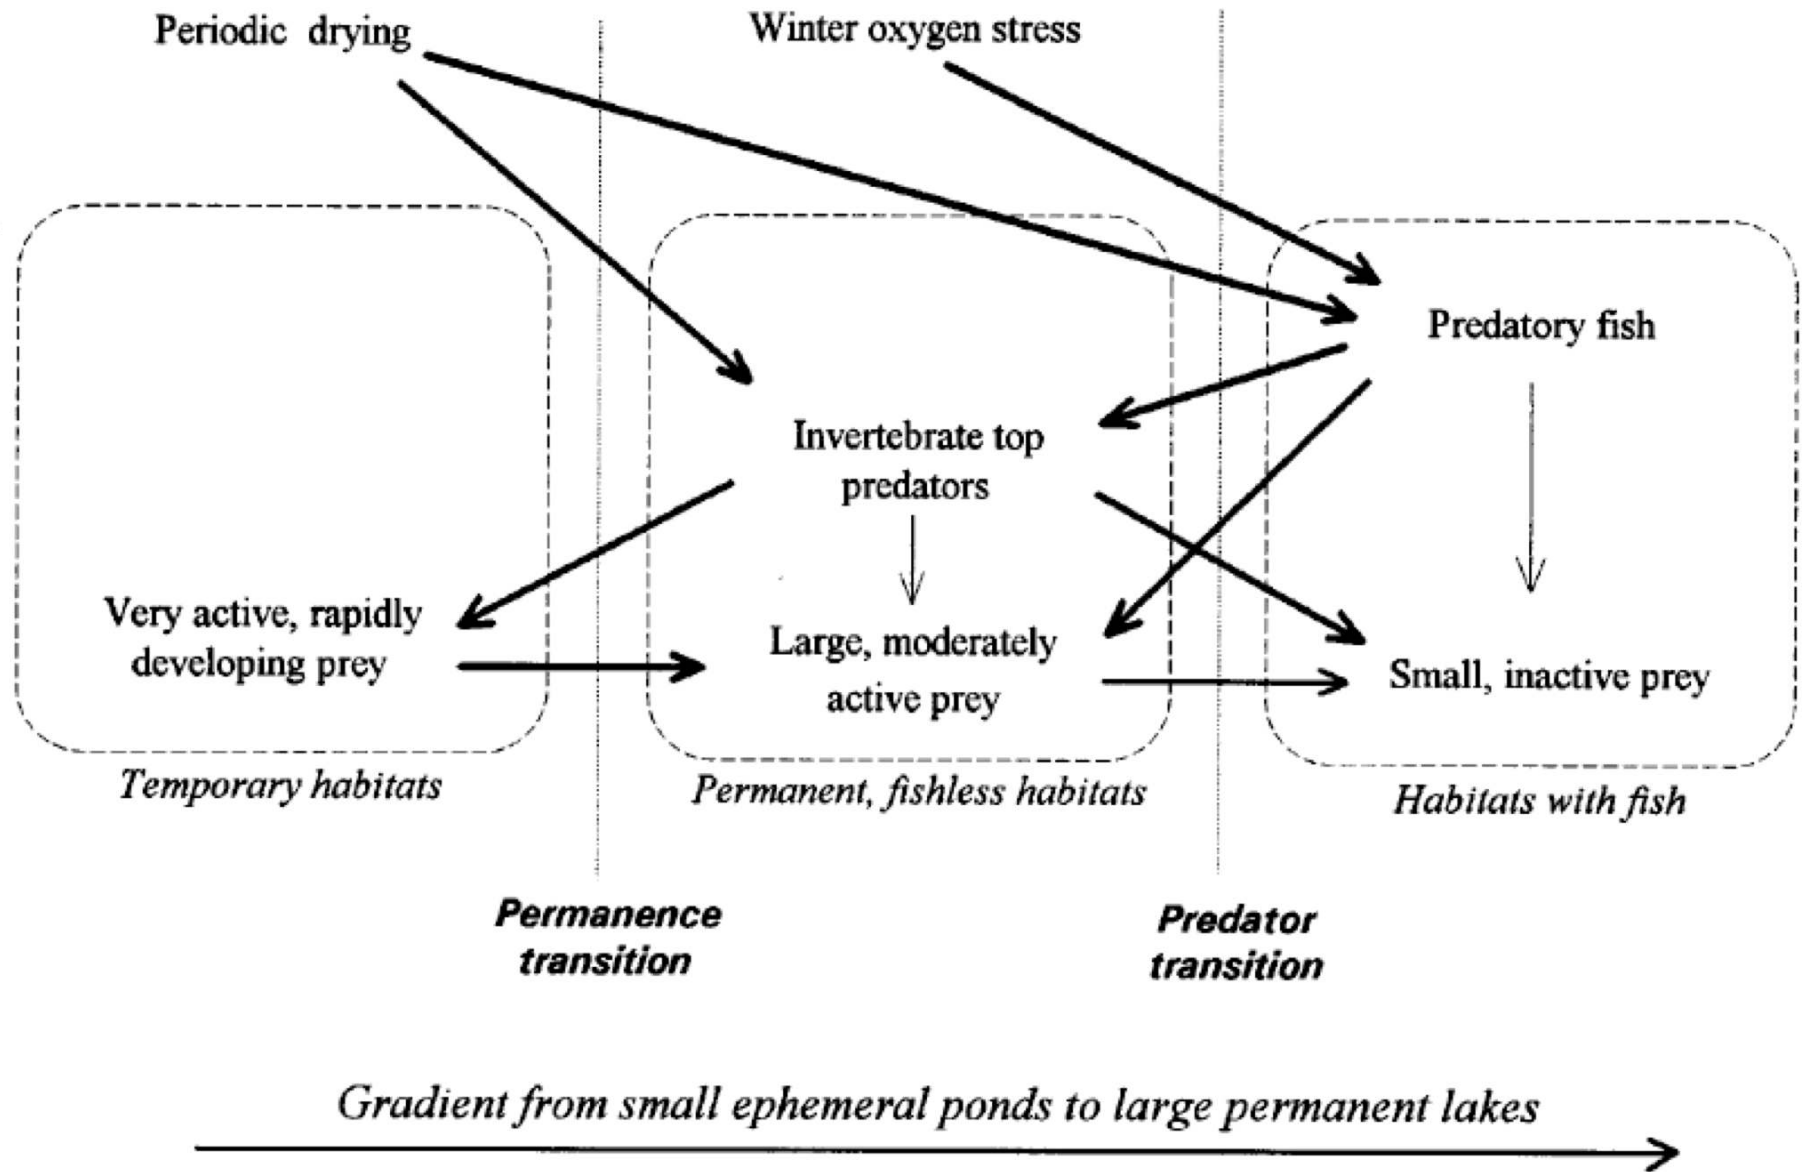 Periodic drying
Winter oxygen stress
Predatory fish
Invertebrate top
predators
Very active, rapidly
developing prey
Large, moderately
active prey
Small, inactive prey
Temporary habitats
Permanent, fishless habitats
Habitats with fish
Permanence
transition
Predator
transition
Gradient from small ephemeral ponds to large permanent lakes